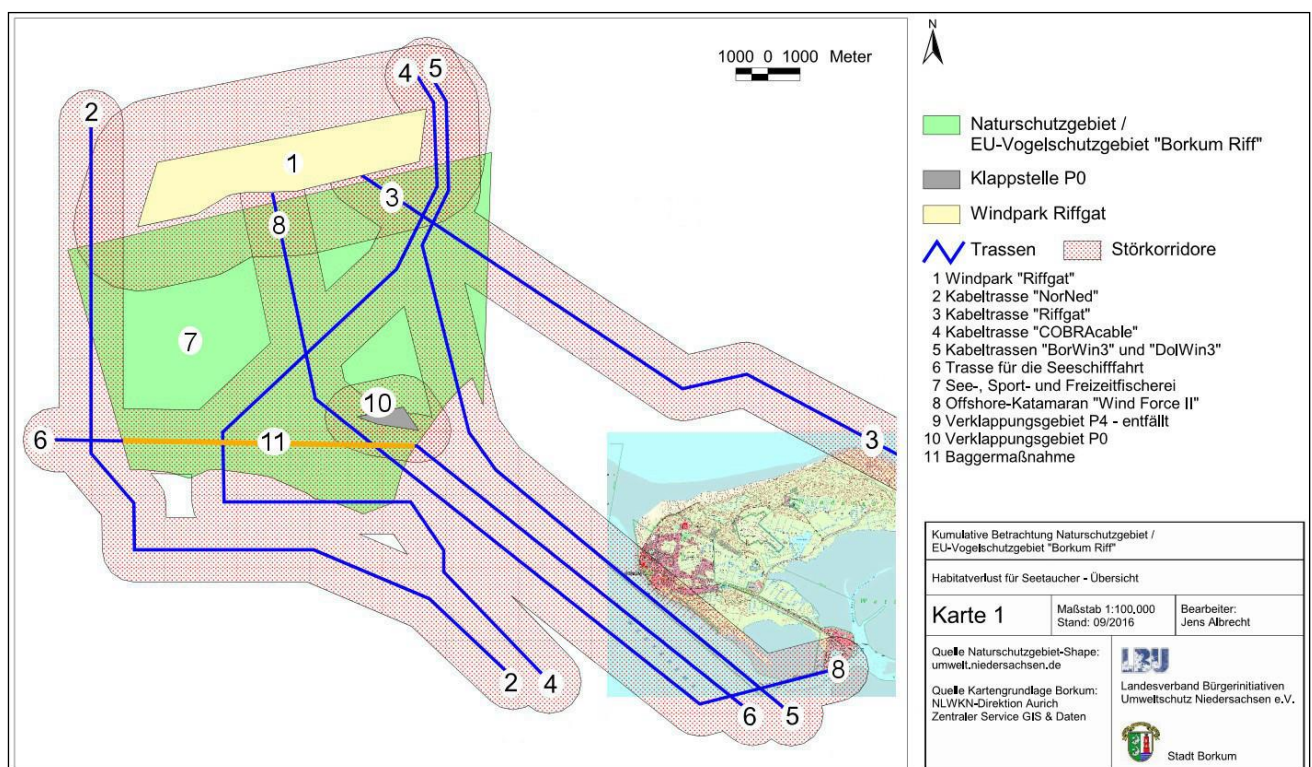 1000 0 1000 Meter
N
4
5
2
1
3
8
7
10
6
11
3
8
2
4
6
5
Naturschutzgebiet /
EU-Vogelschutzgebiet "Borkum Riff"
Klappstelle P0
Windpark Riffgat
Trassen
Störkorridore
1 Windpark "Riffgat"
2 Kabeltrasse "NorNed"
3 Kabeltrasse "Riffgat"
4 Kabeltrasse "COBRAcable"
5 Kabeltrassen "BorWin3" und "DolWin3"
6 Trasse für die Seeschifffahrt
7 See-, Sport- und Freizeitfischerei
8 Offshore-Katamaran "Wind Force II"
9 Verklappungsgebiet P4 - entfällt
10 Verklappungsgebiet P0
11 Baggermaßnahme
Kumulative Betrachtung Naturschutzgebiet /
EU-Vogelschutzgebiet "Borkum Riff"
Habitatverlust für Seetaucher - Übersicht
Karte 1
Maßstab 1:100.000
Stand: 09/2016
Bearbeiter:
Jens Albrecht
Quelle Naturschutzgebiet-Shape:
umwelt.niedersachsen.de
Quelle Kartengrundlage Borkum:
NLWKN-Direktion Aurich
Zentraler Service GIS & Daten
LBU
Landesverband Bürgerinitiativen
Umweltschutz Niedersachsen e.V.
Stadt Borkum